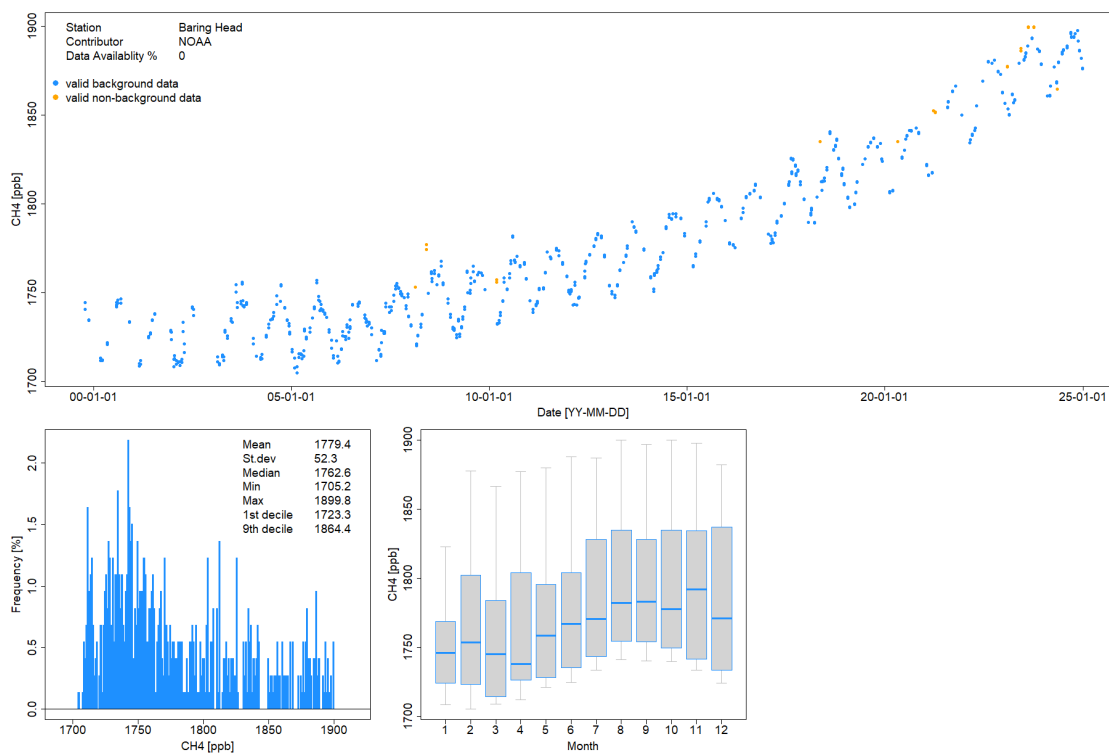 Station Baring Head
Contributor NOAA
Data Availablity % 0
valid background data
valid non-background data
CH4 [ppb]
1900
1850
1800
1750
1700
00-01-01 05-01-01 10-01-01 15-01-01 20-01-01 25-01-01
Date [YY-MM-DD]
Mean 1779.4
St.dev 52.3
Median 1762.6
Min 1705.2
Max 1899.8
1st decile 1723.3
9th decile 1864.4
Frequency [%]
2.0
1.5
1.0
0.5
0.0
1700 1750 1800 1850 1900
CH4 [ppb]
CH4 [ppb]
1900
1850
1800
1750
1700
1 2 3 4 5 6 7 8 9 10 11 12
Month